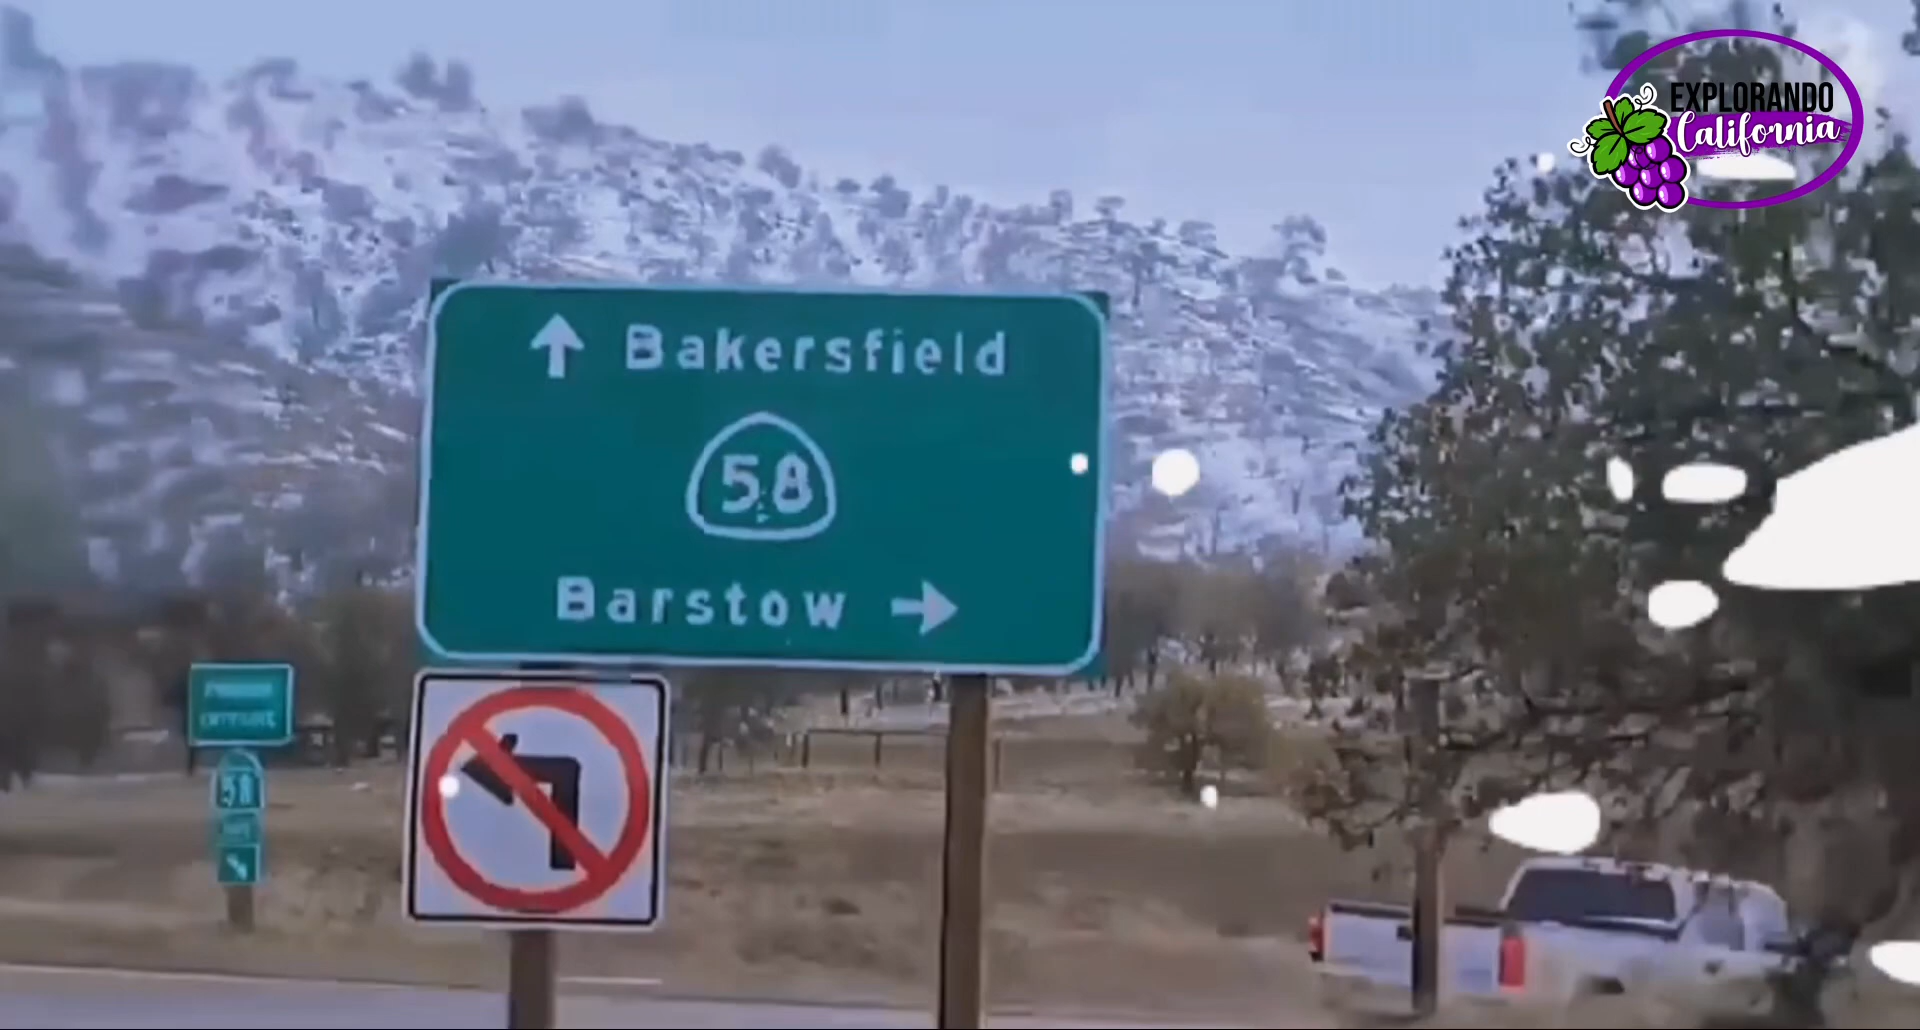 EXPLORANDO
California
Bakersfield
58
Barstow
58